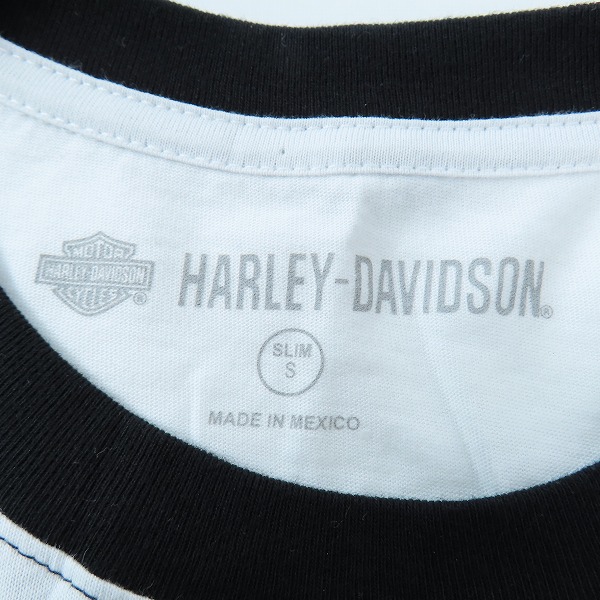 MOTOR
HARLEY-DAVIDSON
CYCLES®
HARLEY-DAVIDSON®
SLIM
S
MADE IN MEXICO